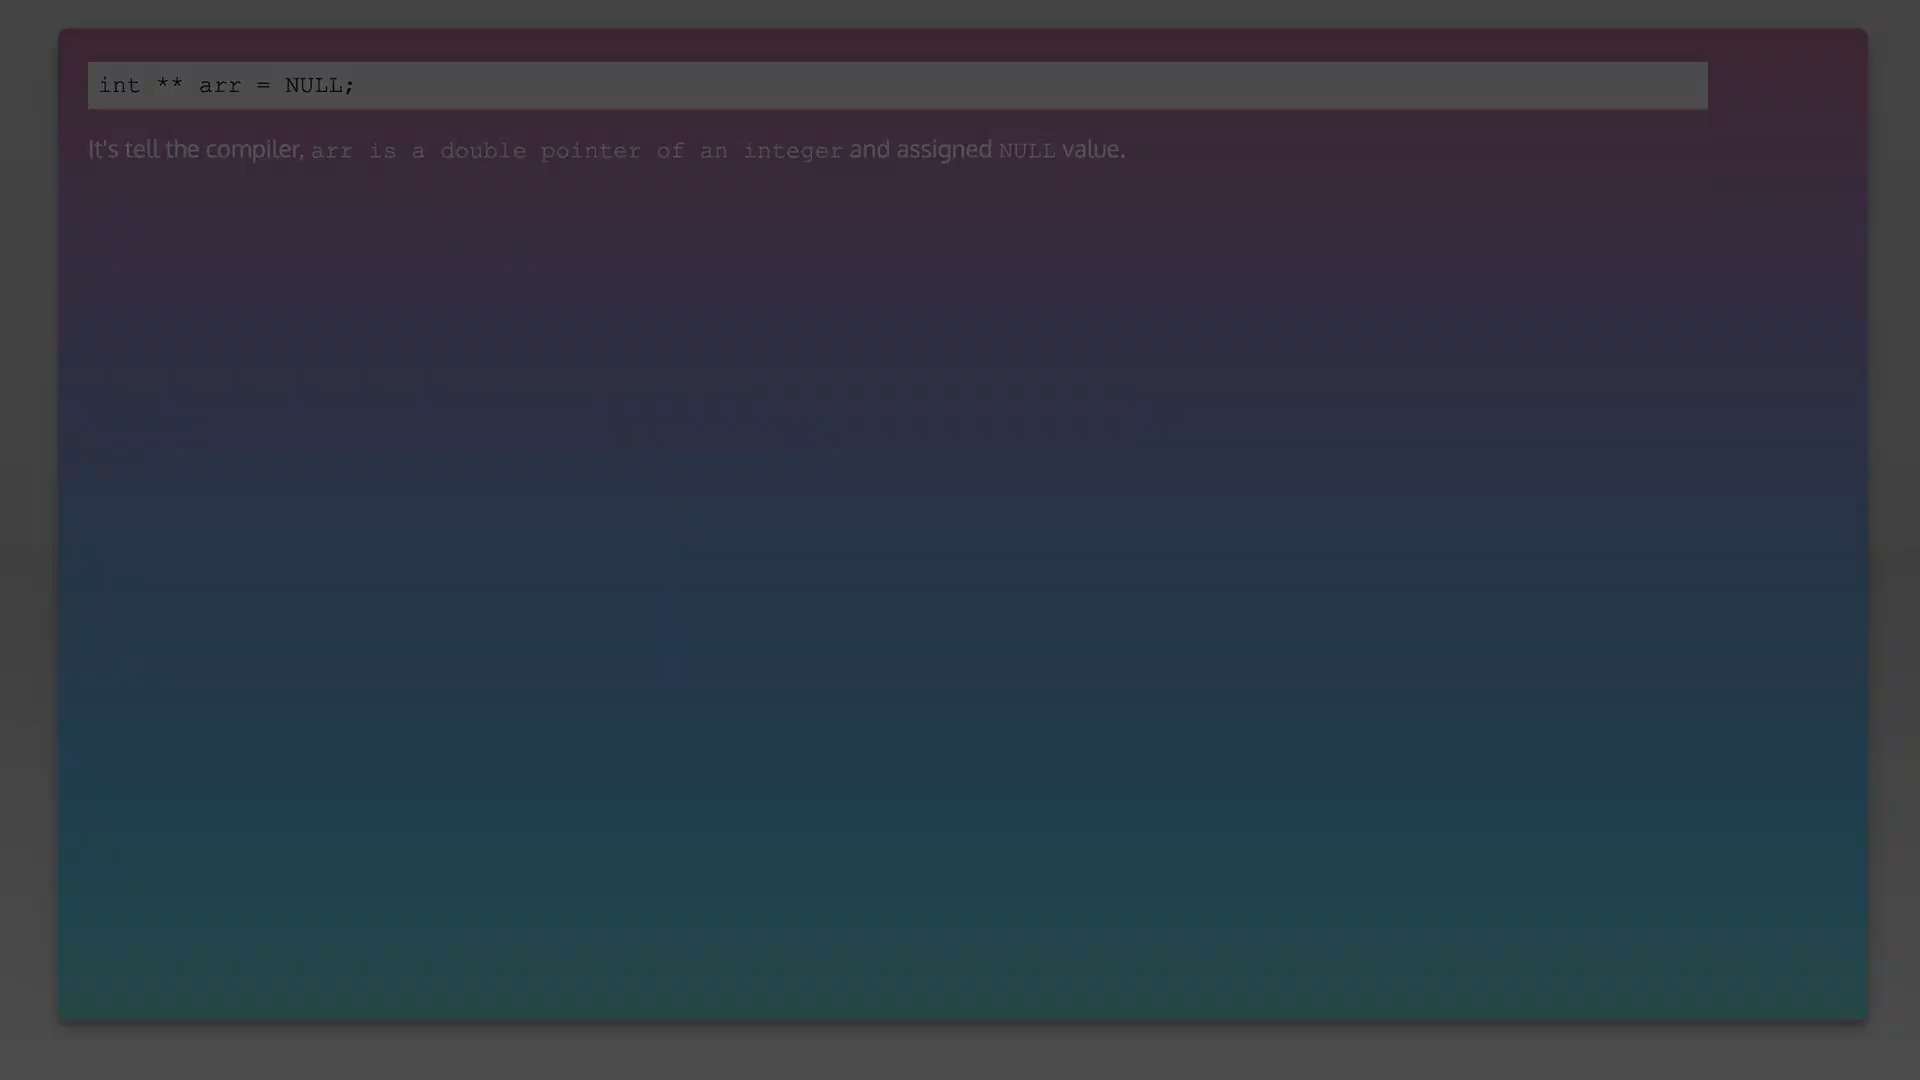 int ** arr = NULL;
It's tell the compiler, arr is a double pointer of an integer and assigned NULL value.